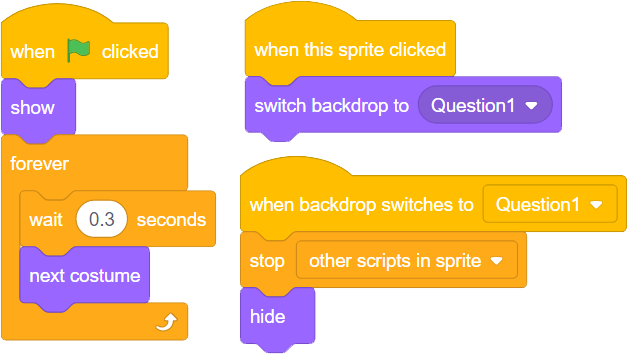 when clicked
show
forever
wait 0.3 seconds
next costume
when this sprite clicked
switch backdrop to Question1
when backdrop switches to Question1
stop other scripts in sprite
hide